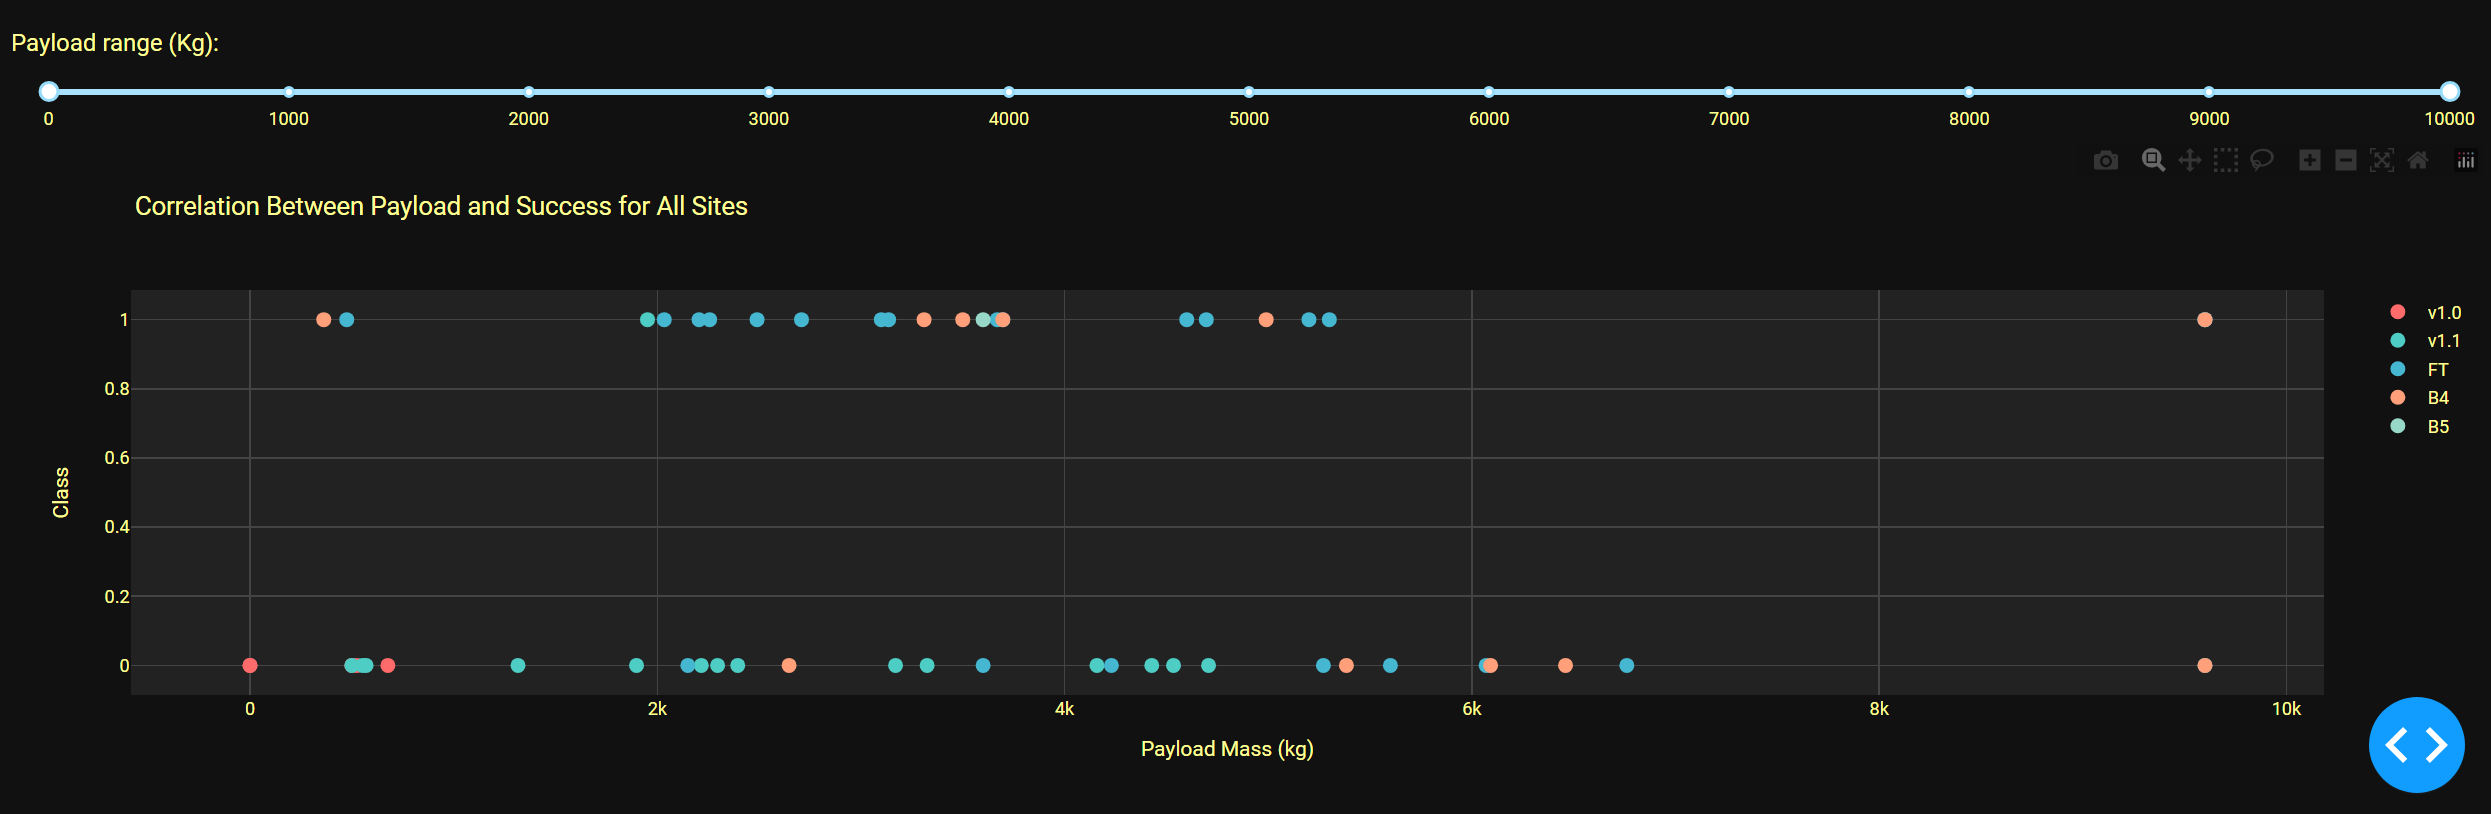 Payload range (Kg):
0 1000 2000 3000 4000 5000 6000 7000 8000 9000 10000
Correlation Between Payload and Success for All Sites
1
0.8
0.6
0.4
0.2
0
Class
0 2k 4k 6k 8k 10k
Payload Mass (kg)
v1.0
v1.1
FT
B4
B5